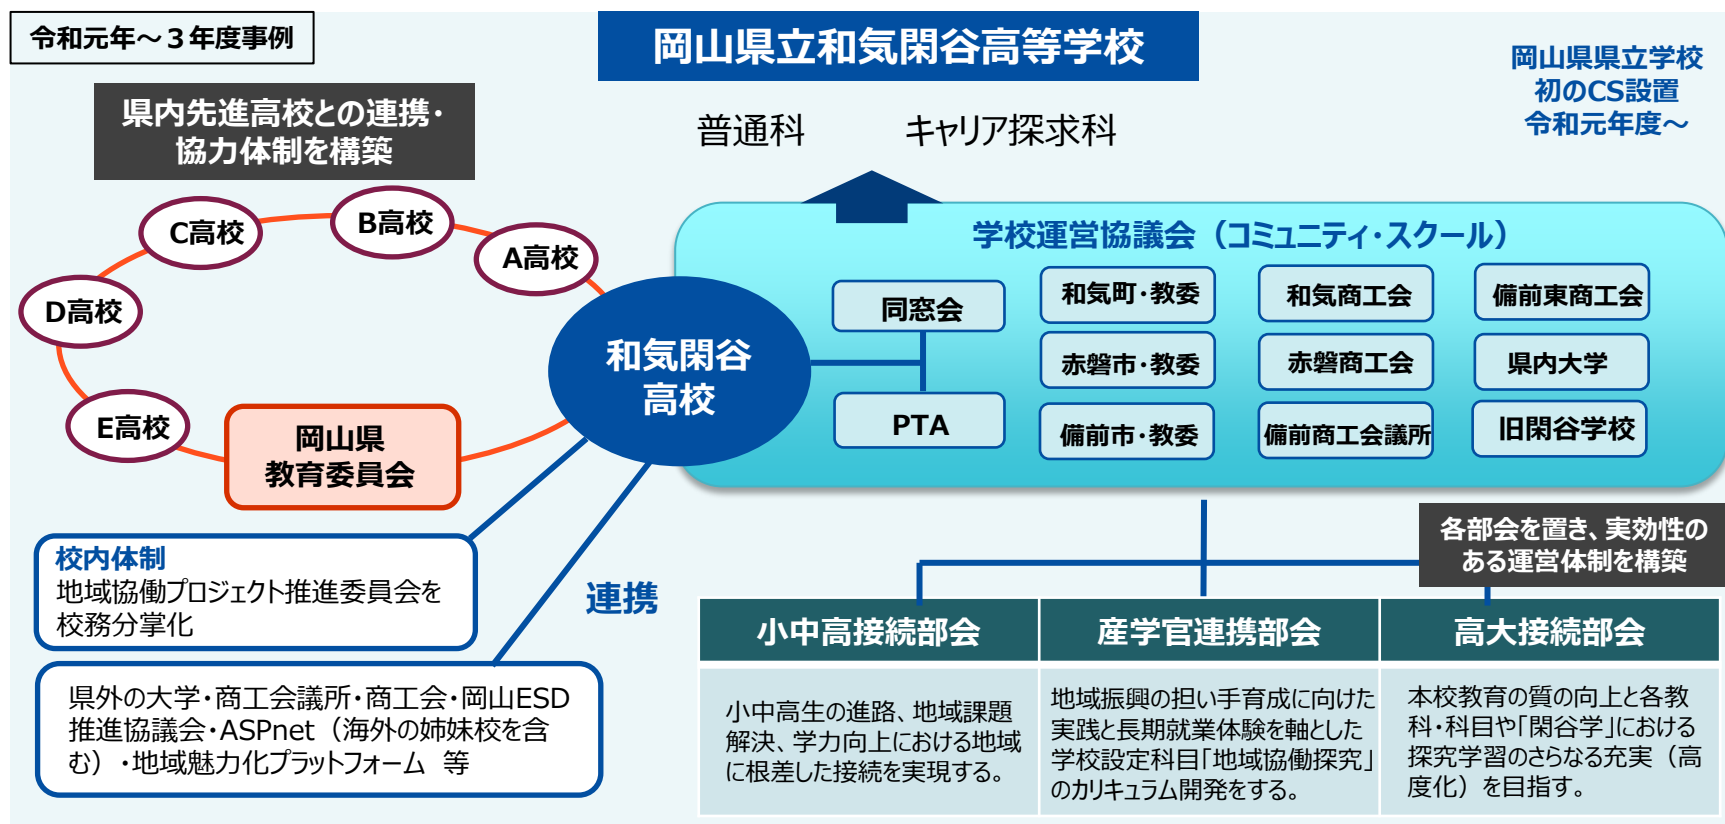 令和元年～３年度事例
岡山県立和気閑谷高等学校
岡山県県立学校
初のCS設置
令和元年度～
県内先進高校との連携・
協力体制を構築
普通科　キャリア探求科
C高校
B高校
A高校
D高校
E高校
岡山県
教育委員会
和気閑谷
高校
学校運営協議会（コミュニティ・スクール）
同窓会
PTA
和気町・教委
和気商工会
備前東商工会
赤磐市・教委
赤磐商工会
県内大学
備前市・教委
備前商工会議所
旧閑谷学校
校内体制
地域協働プロジェクト推進委員会を
校務分掌化
連携
県外の大学・商工会議所・商工会・岡山ESD
推進協議会・ASPnet（海外の姉妹校を含
む）・地域魅力化プラットフォーム 等
各部会を置き、実効性の
ある運営体制を構築
小中高接続部会
小中高生の進路、地域課題
解決、学力向上における地域
に根差した接続を実現する。
産学官連携部会
地域振興の担い手育成に向けた
実践と長期就業体験を軸とした
学校設定科目「地域協働探究」
のカリキュラム開発をする。
高大接続部会
本校教育の質の向上と各教
科・科目や「閑谷学」における
探究学習のさらなる充実（高
度化）を目指す。